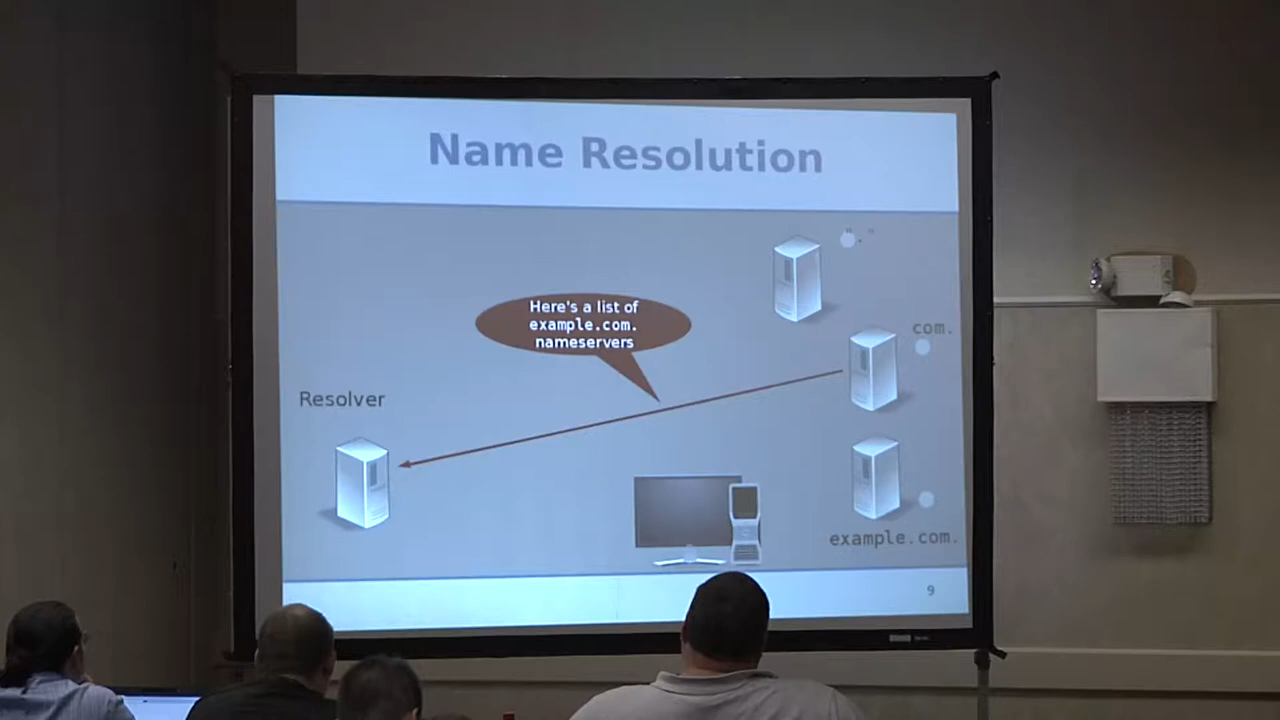 Name Resolution
"."
Here's a list of
example.com.
nameservers
com.
Resolver
example.com.
9